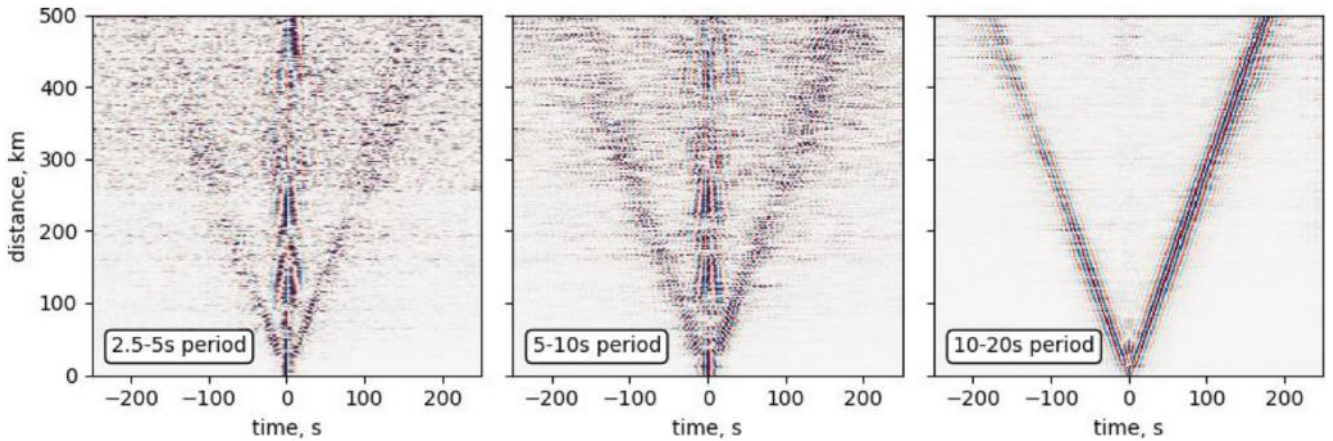 500
400
300
200
100
0
distance, km
2.5-5s period
5-10s period
10-20s period
−200 −100 0 100 200
−200 −100 0 100 200
−200 −100 0 100 200
time, s
time, s
time, s